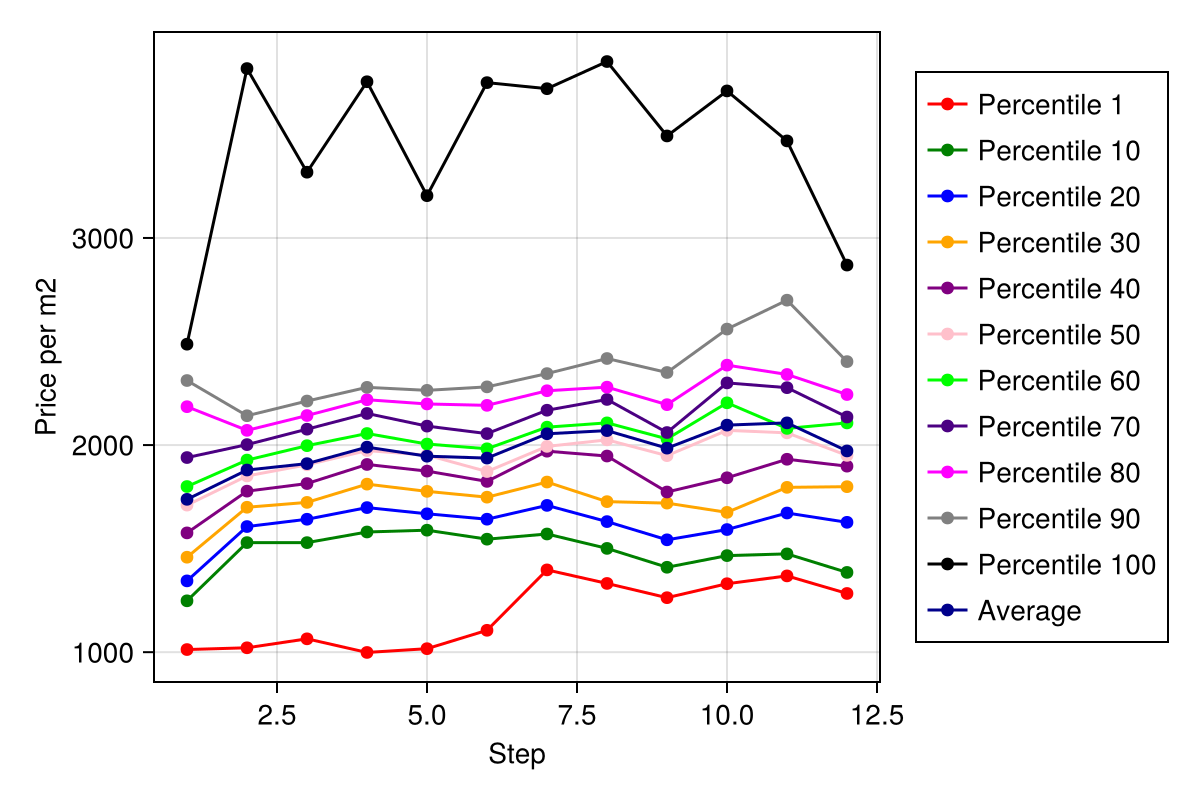 Price per m2
3000
2000
1000
2.5 5.0 7.5 10.0 12.5
Step
Percentile 1
Percentile 10
Percentile 20
Percentile 30
Percentile 40
Percentile 50
Percentile 60
Percentile 70
Percentile 80
Percentile 90
Percentile 100
Average